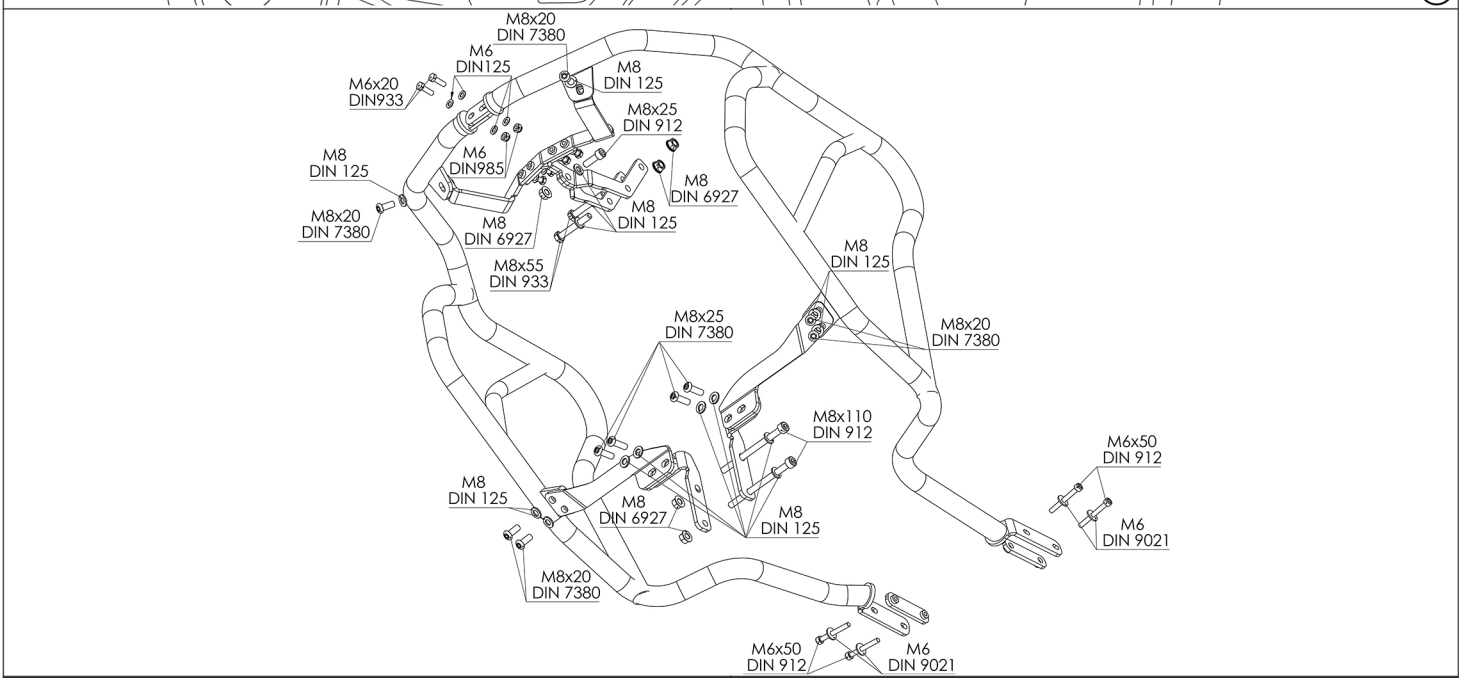 M8x20
DIN 7380
M6
DIN125
M8
DIN 125
M6x20
DIN933
M8x25
DIN 912
M6
DIN985
M8
DIN 125
M8
DIN 6927
M8x20
DIN 7380
M8
DIN 6927
M8
DIN 125
M8x55
DIN 933
M8
DIN 125
M8x25
DIN 7380
M8x20
DIN 7380
M8x110
DIN 912
M6x50
DIN 912
M8
DIN 125
M8
DIN 6927
M8
DIN 125
M6
DIN 9021
M8x20
DIN 7380
M6x50
DIN 912
M6
DIN 9021